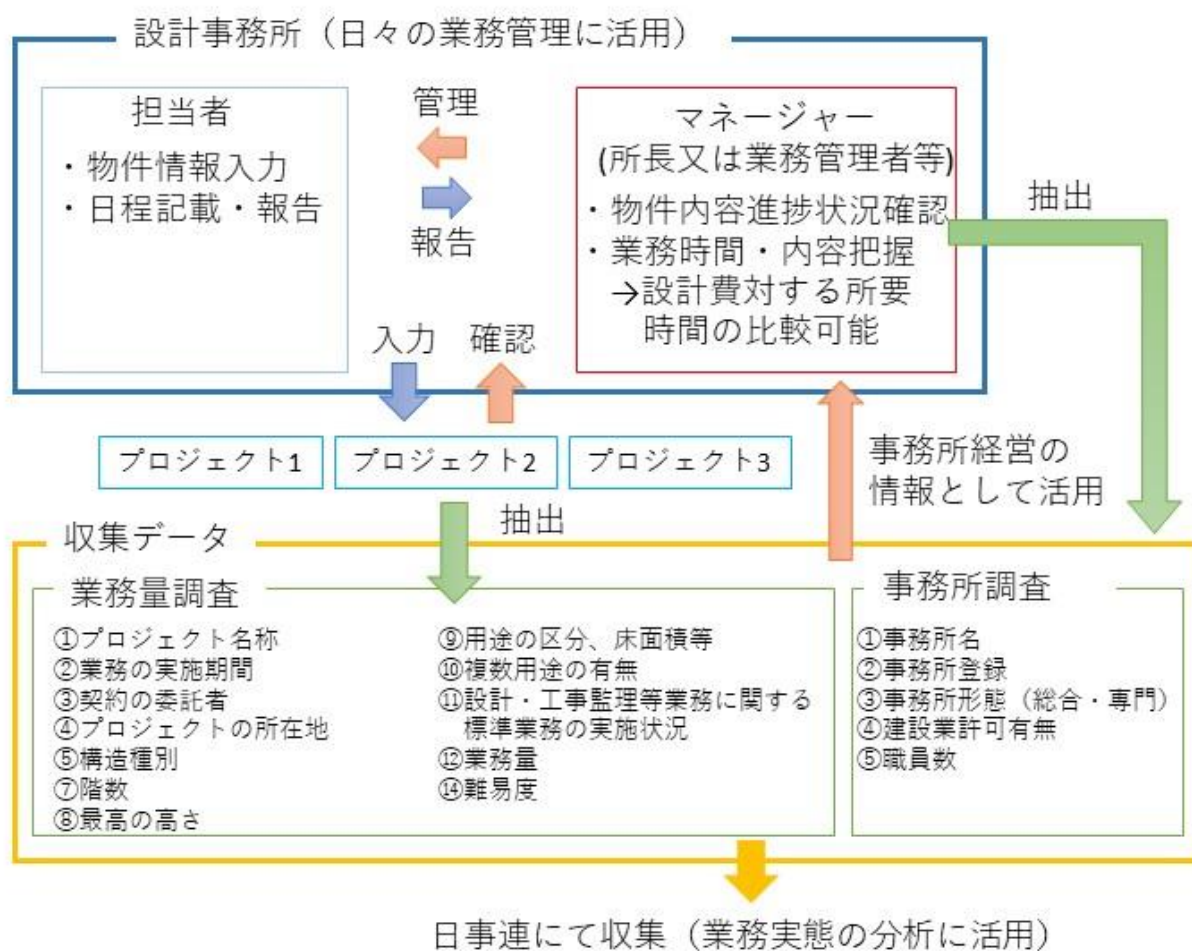 設計事務所（日々の業務管理に活用）
担当者
・物件情報入力
・日程記載・報告
管理
報告
マネージャー
(所長又は業務管理者等)
・物件内容進捗状況確認
・業務時間・内容把握
→設計費対する所要
時間の比較可能
抽出
入力
確認
プロジェクト1
プロジェクト2
プロジェクト3
事務所経営の
情報として活用
抽出
収集データ
業務量調査
①プロジェクト名称
②業務の実施期間
③契約の委託者
④プロジェクトの所在地
⑤構造種別
⑦階数
⑧最高の高さ
⑨用途の区分、床面積等
⑩複数用途の有無
⑪設計・工事監理等業務に関する
標準業務の実施状況
⑫業務量
⑭難易度
事務所調査
①事務所名
②事務所登録
③事務所形態（総合・専門）
④建設業許可有無
⑤職員数
日事連にて収集（業務実態の分析に活用）